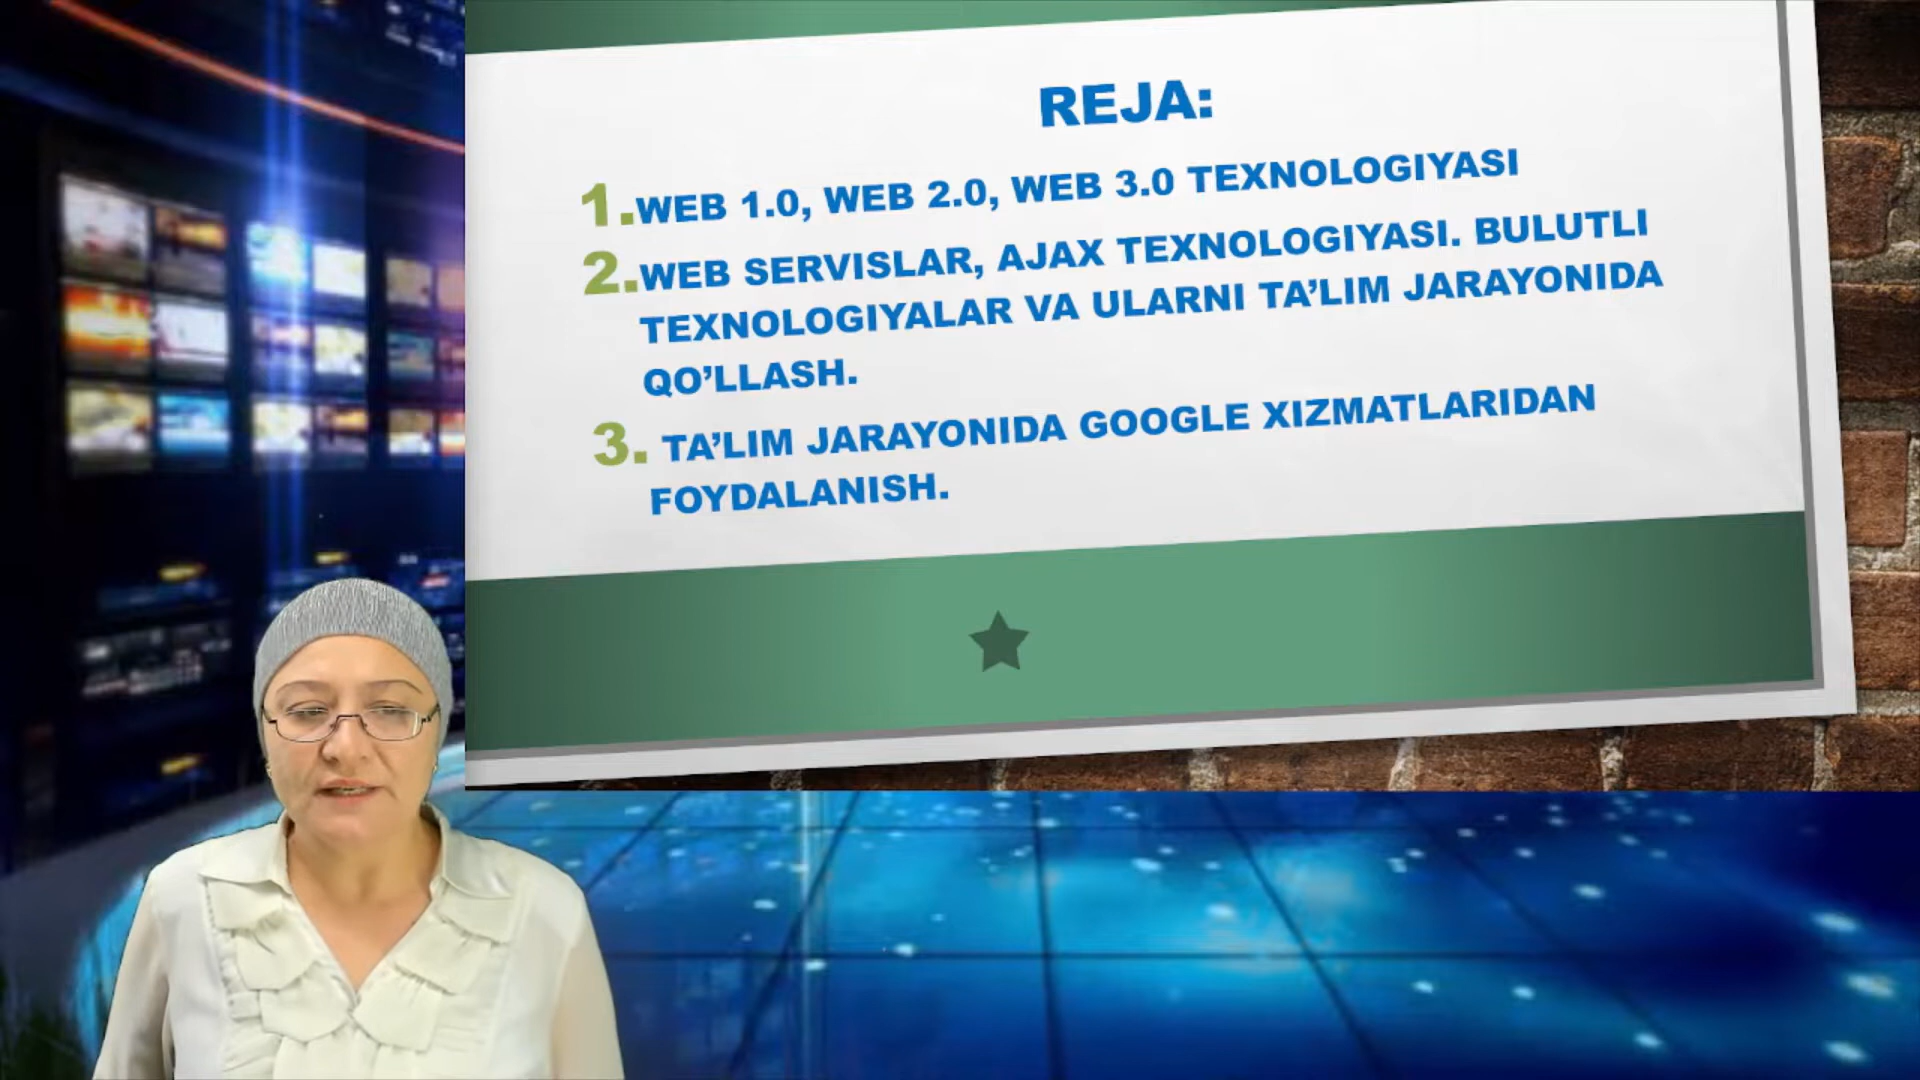 REJA:
1.WEB 1.0, WEB 2.0, WEB 3.0 TEXNOLOGIYASI
2.WEB SERVISLAR, AJAX TEXNOLOGIYASI. BULUTLI
TEXNOLOGIYALAR VA ULARNI TA’LIM JARAYONIDA
QO’LLASH.
3. TA’LIM JARAYONIDA GOOGLE XIZMATLARIDAN
FOYDALANISH.